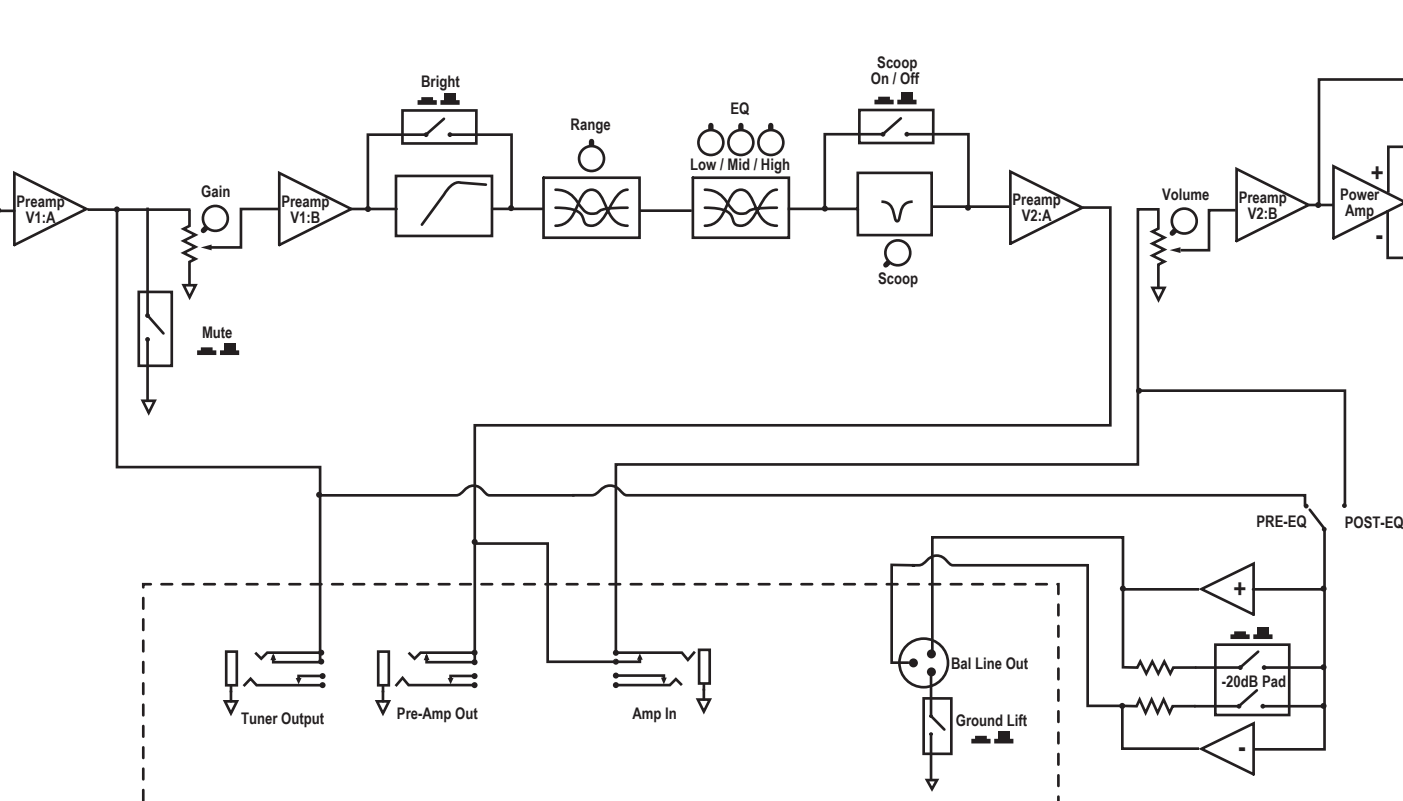 Scoop
On / Off
Bright
EQ
Range
Low / Mid / High
Gain
Volume
Preamp
V1:A
Preamp
V1:B
Preamp
V2:A
Preamp
V2:B
Power
Amp
+
-
Scoop
Mute
PRE-EQ
POST-EQ
+
Bal Line Out
-20dB Pad
Tuner Output
Pre-Amp Out
Amp In
Ground Lift
-